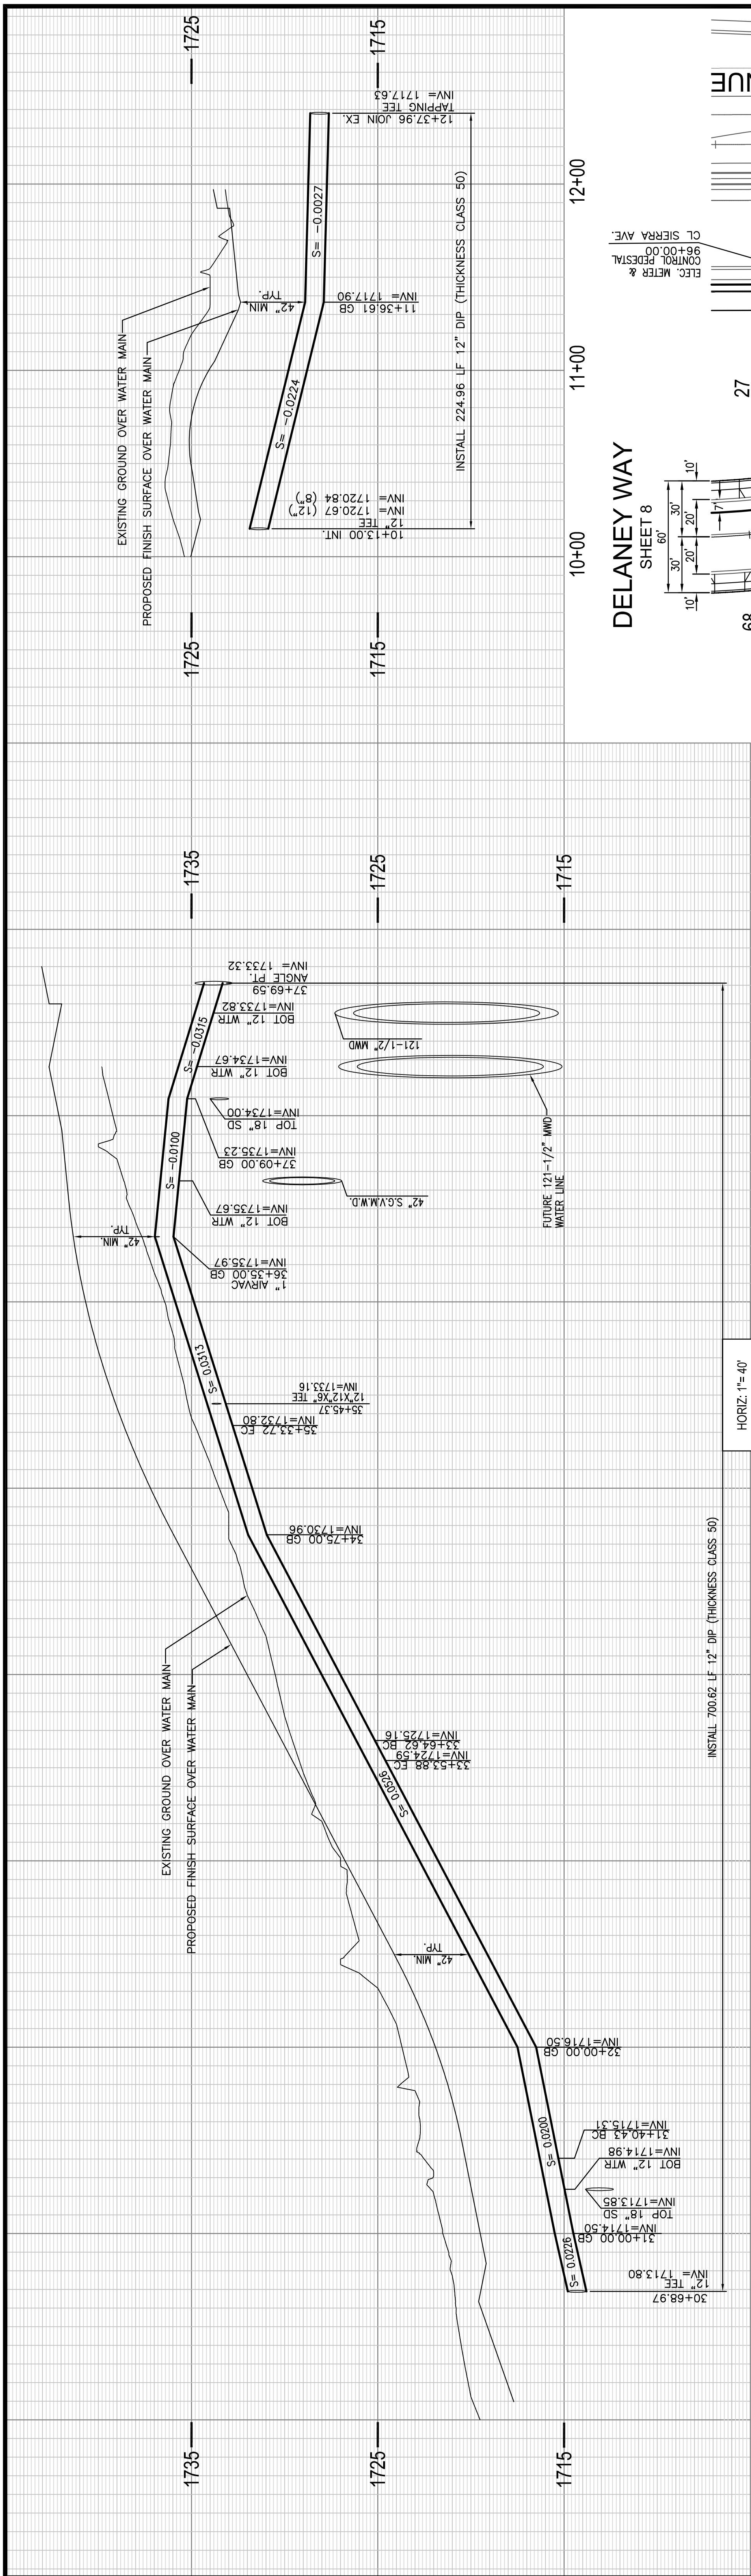 1725
1715
EXISTING GROUND OVER WATER MAIN
PROPOSED FINISH SURFACE OVER WATER MAIN
42" MIN.
TYP.
S= -0.0224
S= -0.0027
10+13.00 INT.
12" TEE
INV= 1720.67 (12")
INV= 1720.84 (8")
11+36.61 GB
INV= 1717.90
12+37.96 JOIN EX.
TAPPING TEE
INV= 1717.63
INSTALL 224.96 LF 12" DIP (THICKNESS CLASS 50)
1725
1715
10+00
11+00
12+00
DELANEY WAY
SHEET 8
60'
30'
30'
10'
20'
20'
10'
7'
68
27
ELEC. METER &
CONTROL PEDESTAL
96+00.00
CL SIERRA AVE.
NUE
1735
1725
1715
EXISTING GROUND OVER WATER MAIN
PROPOSED FINISH SURFACE OVER WATER MAIN
42" MIN.
TYP.
42" MIN.
TYP.
S= 0.0226
S= 0.0200
S= 0.0526
S= 0.0313
S= -0.0100
S= -0.0315
30+68.97
12" TEE
INV= 1713.80
31+00.00 GB
INV=1714.50
TOP 18" SD
INV=1713.85
BOT 12" WTR
INV=1714.98
31+40.43 BC
INV=1715.31
32+00.00 GB
INV=1716.50
33+53.88 EC
INV=1724.59
33+64.62 BC
INV=1725.16
34+75.00 GB
INV=1730.96
35+33.72 EC
INV=1732.80
35+45.37
12"X12"X6" TEE
INV=1733.16
1" AIRVAC
36+35.00 GB
INV=1735.97
BOT 12" WTR
INV=1735.67
42" S.G.V.M.W.D.
37+09.00 GB
INV=1735.23
TOP 18" SD
INV=1734.00
BOT 12" WTR
INV=1734.67
BOT 12" WTR
INV=1733.82
37+69.59
ANGLE PT.
INV= 1733.32
121-1/2" MWD
FUTURE 121-1/2" MWD
WATER LINE
INSTALL 700.62 LF 12" DIP (THICKNESS CLASS 50)
HORIZ: 1"= 40'
1735
1725
1715